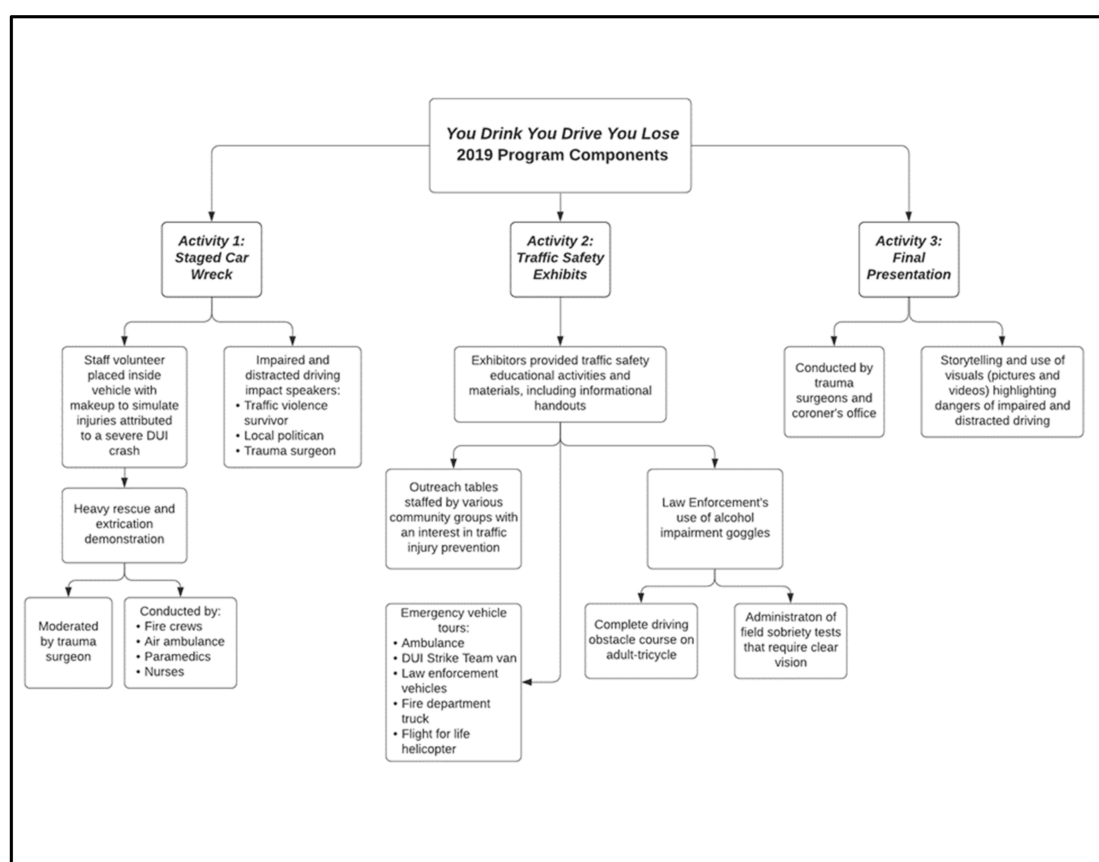 You Drink You Drive You Lose
2019 Program Components
Activity 1:
Staged Car
Wreck
Activity 2:
Traffic Safety
Exhibits
Activity 3:
Final
Presentation
Staff volunteer
placed inside
vehicle with
makeup to simulate
injuries attributed
to a severe DUI
crash
Impaired and
distracted driving
impact speakers:
• Traffic violence
survivor
• Local politican
• Trauma surgeon
Exhibitors provided traffic safety
educational activities and
materials, including informational
handouts
Conducted by
trauma
surgeons and
coroner's office
Storytelling and use of
visuals (pictures and
videos) highlighting
dangers of impaired and
distracted driving
Heavy rescue and
extrication
demonstration
Outreach tables
staffed by various
community groups with
an interest in traffic
injury prevention
Law Enforcement's
use of alcohol
impairment goggles
Moderated
by trauma
surgeon
Conducted by:
• Fire crews
• Air ambulance
• Paramedics
• Nurses
Emergency vehicle
tours:
• Ambulance
• DUI Strike Team van
• Law enforcement
vehicles
• Fire department
truck
• Flight for life
helicopter
Complete driving
obstacle course on
adult-tricycle
Administraton of
field sobriety tests
that require clear
vision